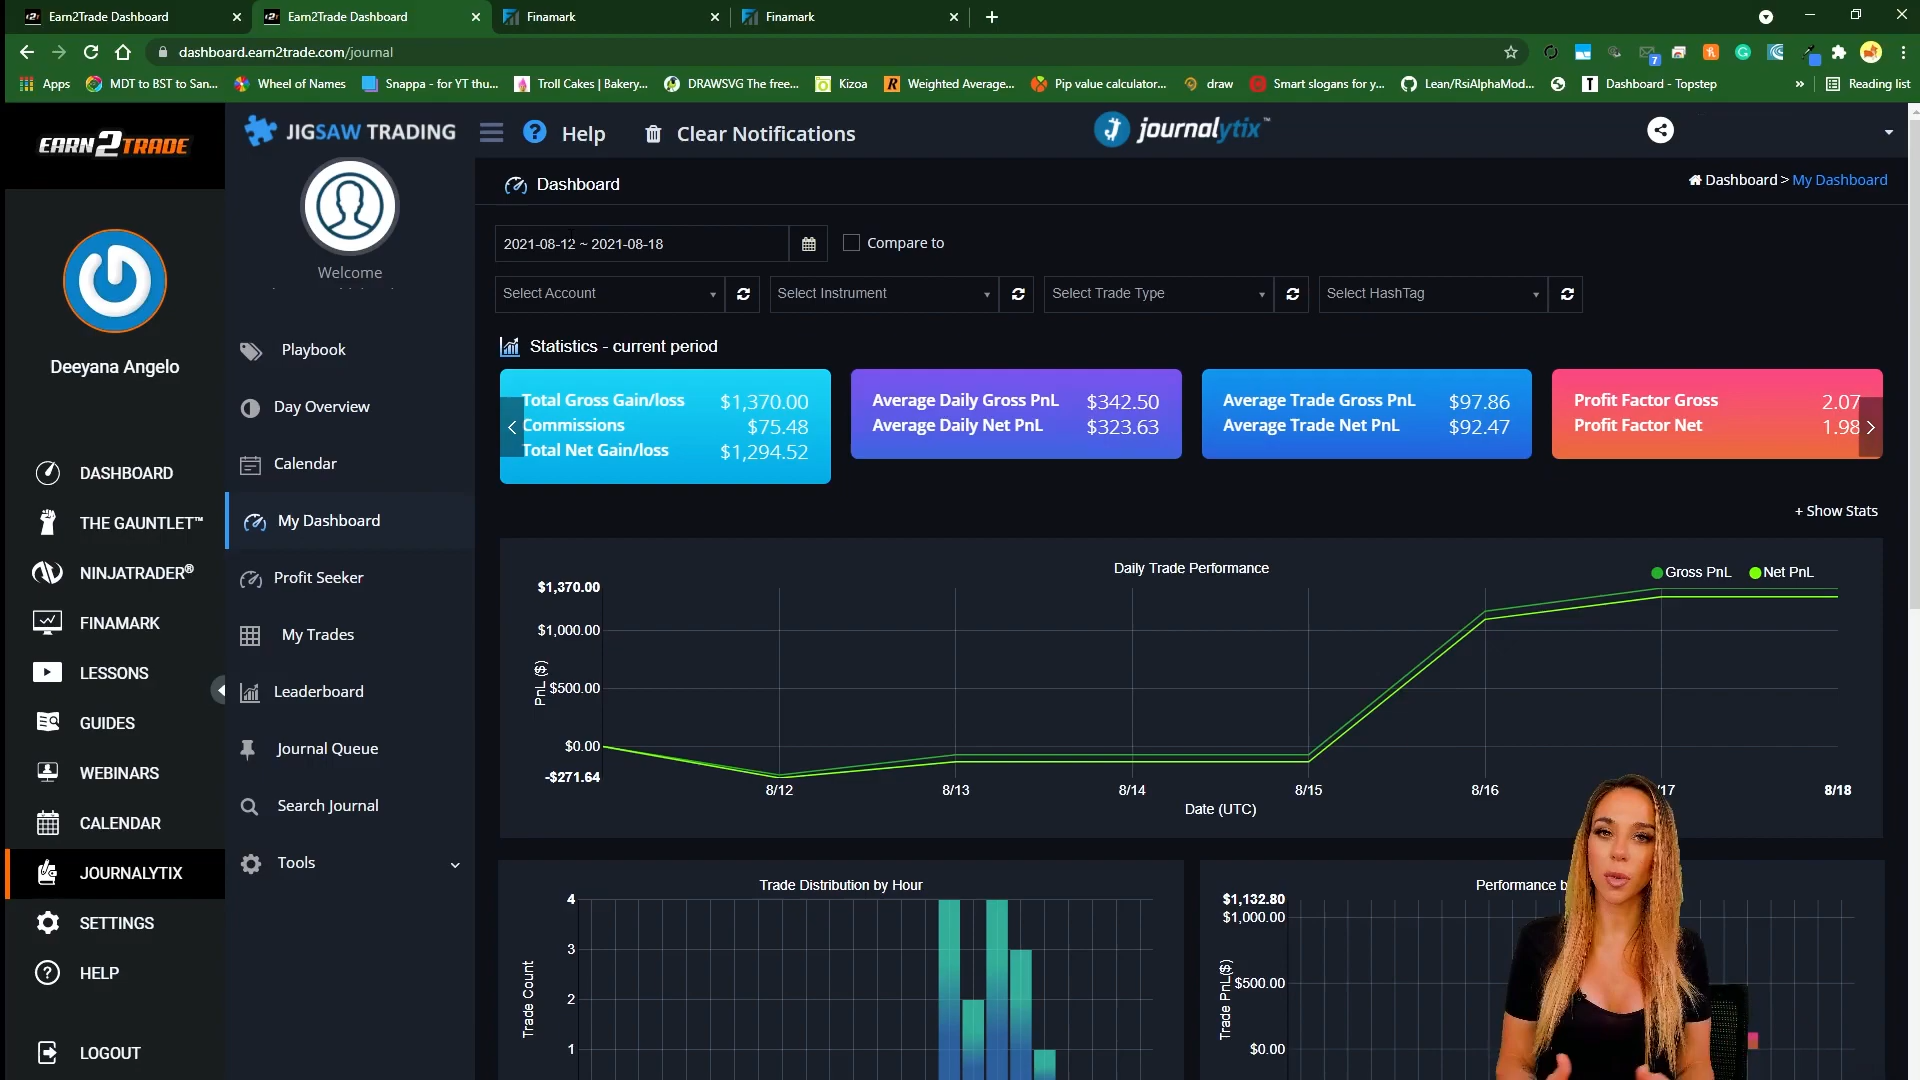 Earn2Trade Dashboard
Earn2Trade Dashboard
Finamark
Finamark
dashboard.earn2trade.com/journal
7
Apps
MDT to BST to San...
Wheel of Names
Snappa - for YT thu...
Troll Cakes | Bakery...
DRAWSVG The free...
Kizoa
Weighted Average...
Pip value calculator...
draw
Smart slogans for y...
Lean/RsiAlphaMod...
Dashboard - Topstep
»
Reading list
EARN2TRADE
Deeyana Angelo
DASHBOARD
THE GAUNTLET™
NINJATRADER®
FINAMARK
LESSONS
GUIDES
WEBINARS
CALENDAR
JOURNALYTIX
SETTINGS
HELP
LOGOUT
JIGSAW TRADING
Welcome
Playbook
Day Overview
Calendar
My Dashboard
Profit Seeker
My Trades
Leaderboard
Journal Queue
Search Journal
Tools
Help
Clear Notifications
journalytix™
Dashboard
Dashboard > My Dashboard
2021-08-12 ~ 2021-08-18
Compare to
Select Account
Select Instrument
Select Trade Type
Select HashTag
Statistics - current period
Total Gross Gain/loss $1,370.00
Commissions $75.48
Total Net Gain/loss $1,294.52
Average Daily Gross PnL $342.50
Average Daily Net PnL $323.63
Average Trade Gross PnL $97.86
Average Trade Net PnL $92.47
Profit Factor Gross 2.07
Profit Factor Net 1.98
+ Show Stats
Daily Trade Performance
Gross PnL
Net PnL
$1,370.00
$1,000.00
$500.00
$0.00
-$271.64
PnL ($)
8/12
8/13
8/14
8/15
8/16
/17
8/18
Date (UTC)
Trade Distribution by Hour
4
3
2
1
Trade Count
Performance b
$1,132.80
$1,000.00
$500.00
$0.00
Trade PnL($)